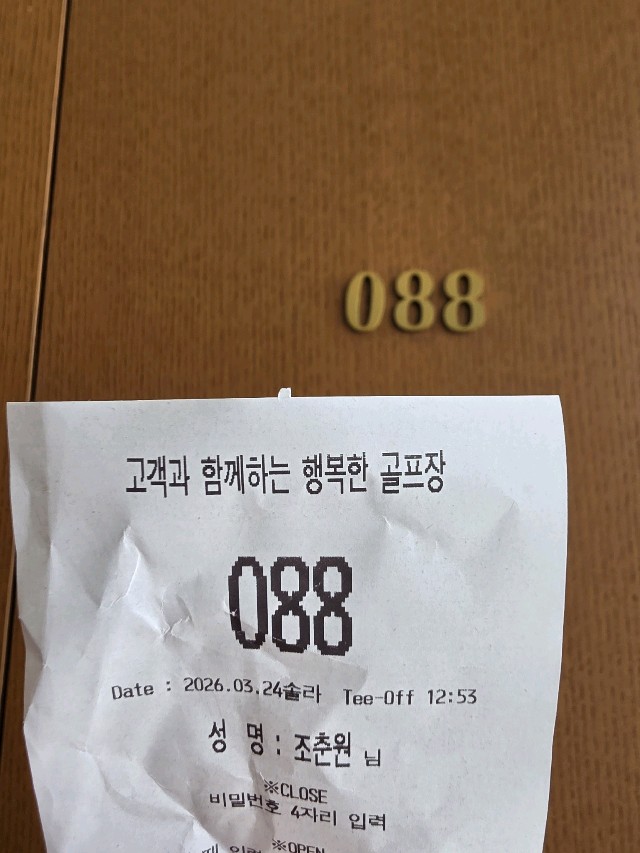 088
고객과 함께하는 행복한 골프장
088
Date : 2026.03.24솔라 Tee-Off 12:53
성 명 : 조춘원 님
※CLOSE
비밀번호 4자리 입력
※OPEN